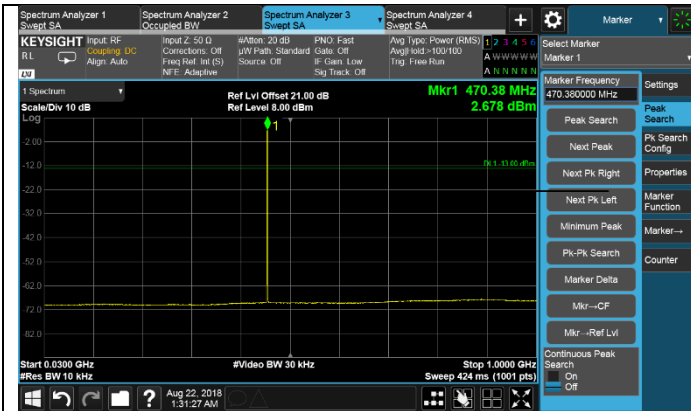 Spectrum Analyzer 1
Swept SA
Spectrum Analyzer 2
Occupied BW
Spectrum Analyzer 3
Swept SA
Spectrum Analyzer 4
Swept SA
+
Marker
KEYSIGHT
RL
LXI
Input: RF
Coupling: DC
Align: Auto
Input Z: 50 Ω
Corrections: Off
Freq Ref: Int (S)
NFE: Adaptive
#Atten: 20 dB
µW Path: Standard
Source: Off
PNO: Fast
Gate: Off
IF Gain: Low
Sig Track: Off
Avg Type: Power (RMS)
Avg|Hold:>100/100
Trig: Free Run
1 2 3 4 5 6
A W W W W W
A N N N N N
Select Marker
Marker 1
1 Spectrum
Scale/Div 10 dB
Log
Ref Lvl Offset 21.00 dB
Ref Level 8.00 dBm
Mkr1 470.38 MHz
2.678 dBm
1
DL1 -13.00 dBm
-2.00
-12.0
-22.0
-32.0
-42.0
-52.0
-62.0
-72.0
-82.0
Start 0.0300 GHz
#Res BW 10 kHz
#Video BW 30 kHz
Stop 1.0000 GHz
Sweep 424 ms (1001 pts)
Marker Frequency
470.380000 MHz
Peak Search
Next Peak
Next Pk Right
Next Pk Left
Minimum Peak
Pk-Pk Search
Marker Delta
Mkr→CF
Mkr→Ref Lvl
Continuous Peak
Search
On
Off
Settings
Peak
Search
Pk Search
Config
Properties
Marker
Function
Marker→
Counter
?
Aug 22, 2018
1:31:27 AM